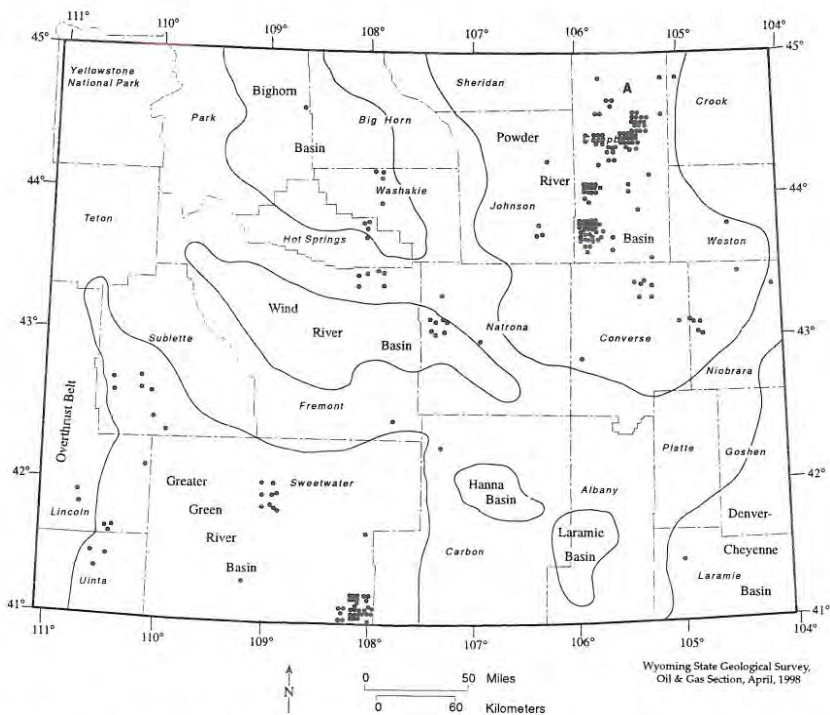 111° 110° 109° 108° 107° 106° 105° 104°
45° 45°
Yellowstone
National Park
Park
Bighorn
Basin
Big Horn
Sheridan
A
Crook
Powder
River
Basin
44° 44°
Washakie
Johnson
Teton
Hot Springs
Weston
43° 43°
Wind
River
Basin
Sublette
Natrona
Converse
Niobrara
Overthrust Belt
Fremont
Platte
Goshen
42° 42°
Greater
Green
River
Basin
Sweetwater
Hanna
Basin
Albany
Lincoln
Laramie
Basin
Denver-
Cheyenne
Basin
Carbon
Uinta
Laramie
41° 41°
111° 110° 109° 108° 107° 106° 105° 104°
N
0 50 Miles
0 60 Kilometers
Wyoming State Geological Survey,
Oil & Gas Section, April, 1998